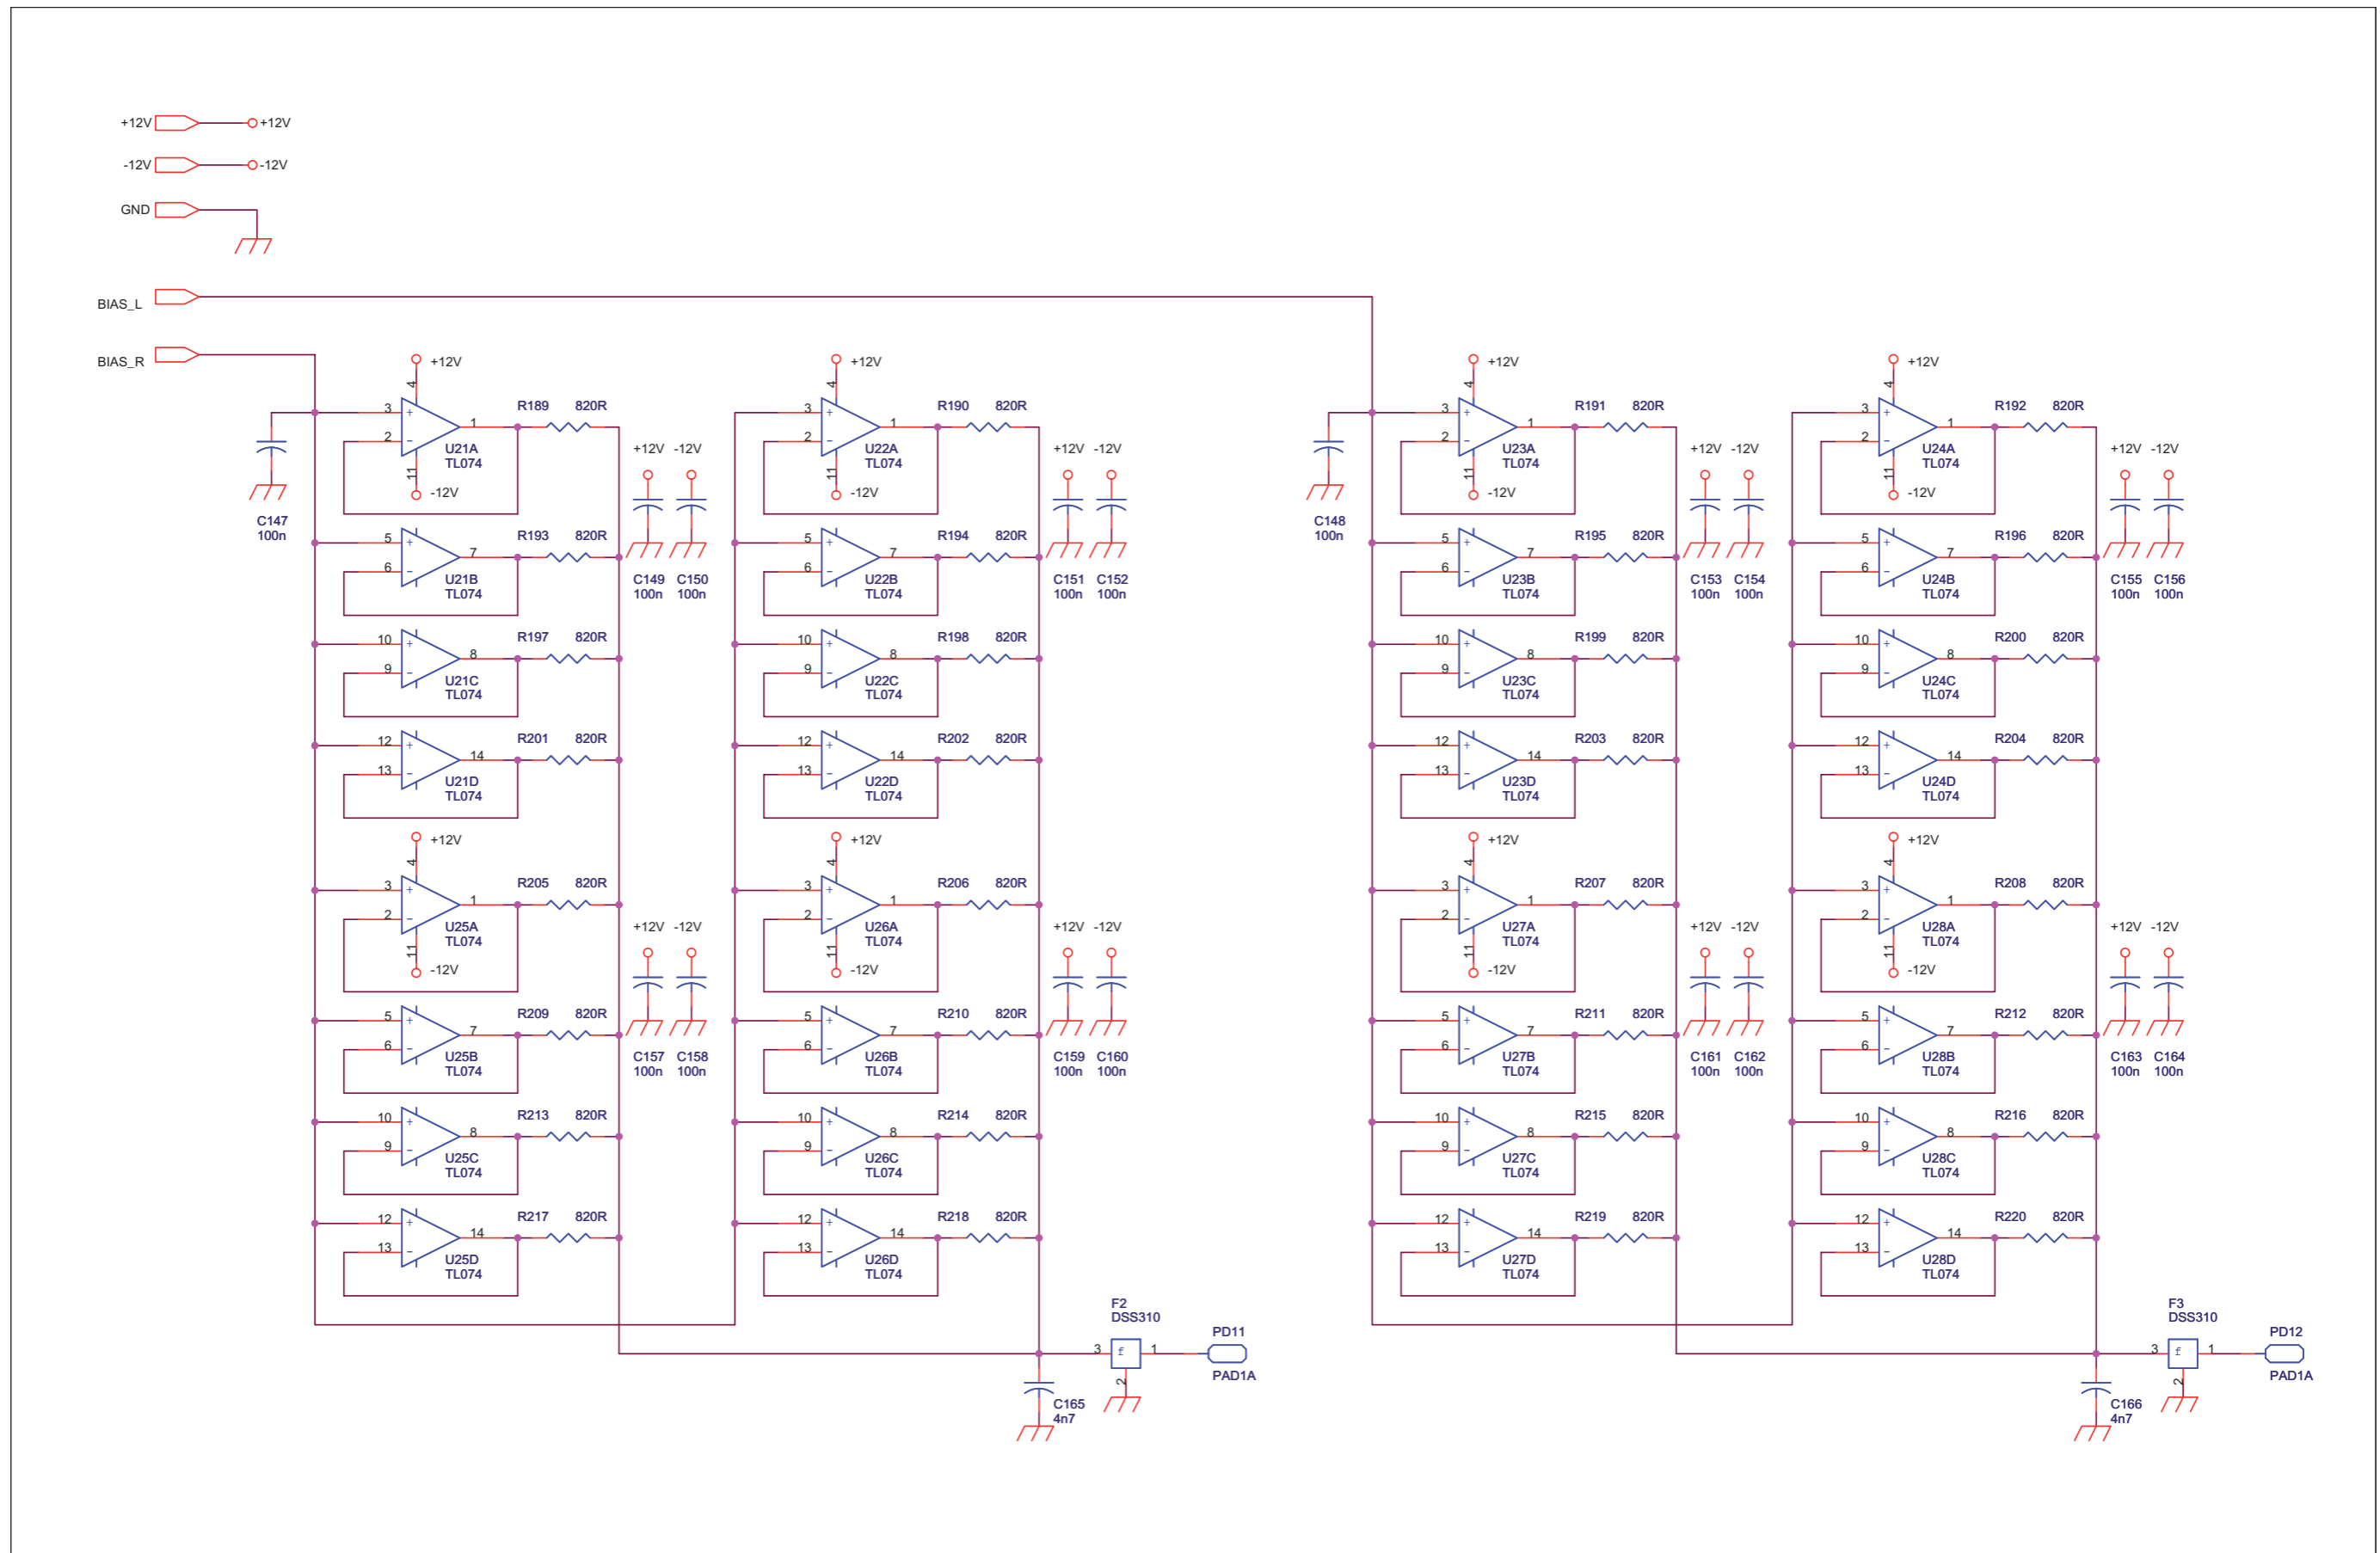 +12V +12V
-12V -12V
GND
BIAS_L
BIAS_R
+12V +12V +12V +12V
4 4 4 4
3 + 1 R189 820R 3 + 1 R190 820R 3 + 1 R191 820R 3 + 1 R192 820R
2 - U21A 2 - U22A 2 - U23A 2 - U24A
TL074 TL074 TL074 TL074
+12V -12V +12V -12V +12V -12V +12V -12V
11 11 11 11
-12V -12V -12V -12V
C147 C148
100n 100n
5 + 7 R193 820R 5 + 7 R194 820R 5 + 7 R195 820R 5 + 7 R196 820R
6 - U21B 6 - U22B 6 - U23B 6 - U24B
TL074 TL074 TL074 TL074
C149 C150 C151 C152 C153 C154 C155 C156
100n 100n 100n 100n 100n 100n 100n 100n
10 + 8 R197 820R 10 + 8 R198 820R 10 + 8 R199 820R 10 + 8 R200 820R
9 - U21C 9 - U22C 9 - U23C 9 - U24C
TL074 TL074 TL074 TL074
12 + 14 R201 820R 12 + 14 R202 820R 12 + 14 R203 820R 12 + 14 R204 820R
13 - U21D 13 - U22D 13 - U23D 13 - U24D
TL074 TL074 TL074 TL074
+12V +12V +12V +12V
4 4 4 4
3 + 1 R205 820R 3 + 1 R206 820R 3 + 1 R207 820R 3 + 1 R208 820R
2 - U25A 2 - U26A 2 - U27A 2 - U28A
TL074 TL074 TL074 TL074
+12V -12V +12V -12V +12V -12V +12V -12V
11 11 11 11
-12V -12V -12V -12V
5 + 7 R209 820R 5 + 7 R210 820R 5 + 7 R211 820R 5 + 7 R212 820R
6 - U25B 6 - U26B 6 - U27B 6 - U28B
TL074 TL074 TL074 TL074
C157 C158 C159 C160 C161 C162 C163 C164
100n 100n 100n 100n 100n 100n 100n 100n
10 + 8 R213 820R 10 + 8 R214 820R 10 + 8 R215 820R 10 + 8 R216 820R
9 - U25C 9 - U26C 9 - U27C 9 - U28C
TL074 TL074 TL074 TL074
12 + 14 R217 820R 12 + 14 R218 820R 12 + 14 R219 820R 12 + 14 R220 820R
13 - U25D 13 - U26D 13 - U27D 13 - U28D
TL074 TL074 TL074 TL074
F2 F3
DSS310 DSS310
PD11 PD12
3 f 1 3 f 1
2 2
PAD1A PAD1A
C165 C166
4n7 4n7